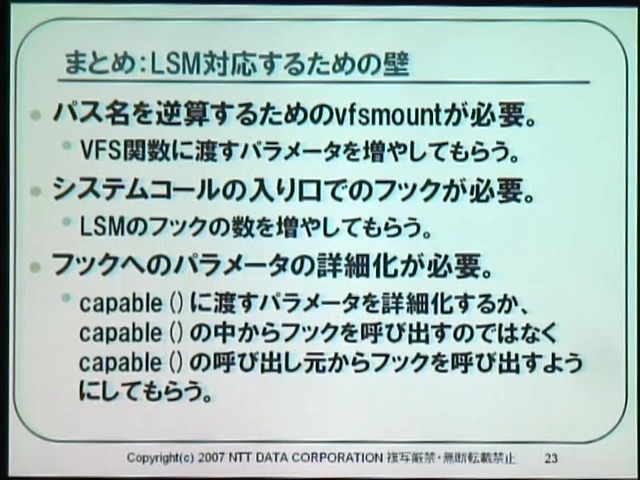 まとめ：LSM対応するための壁
パス名を逆算するためのvfsmountが必要。
VFS関数に渡すパラメータを増やしてもらう。
システムコールの入り口でのフックが必要。
LSMのフックの数を増やしてもらう。
フックへのパラメータの詳細化が必要。
capable()に渡すパラメータを詳細化するか、
capable()の中からフックを呼び出すのではなく
capable()の呼び出し元からフックを呼び出すよう
にしてもらう。
Copyright(c) 2007 NTT DATA CORPORATION 複写厳禁・無断転載禁止 23